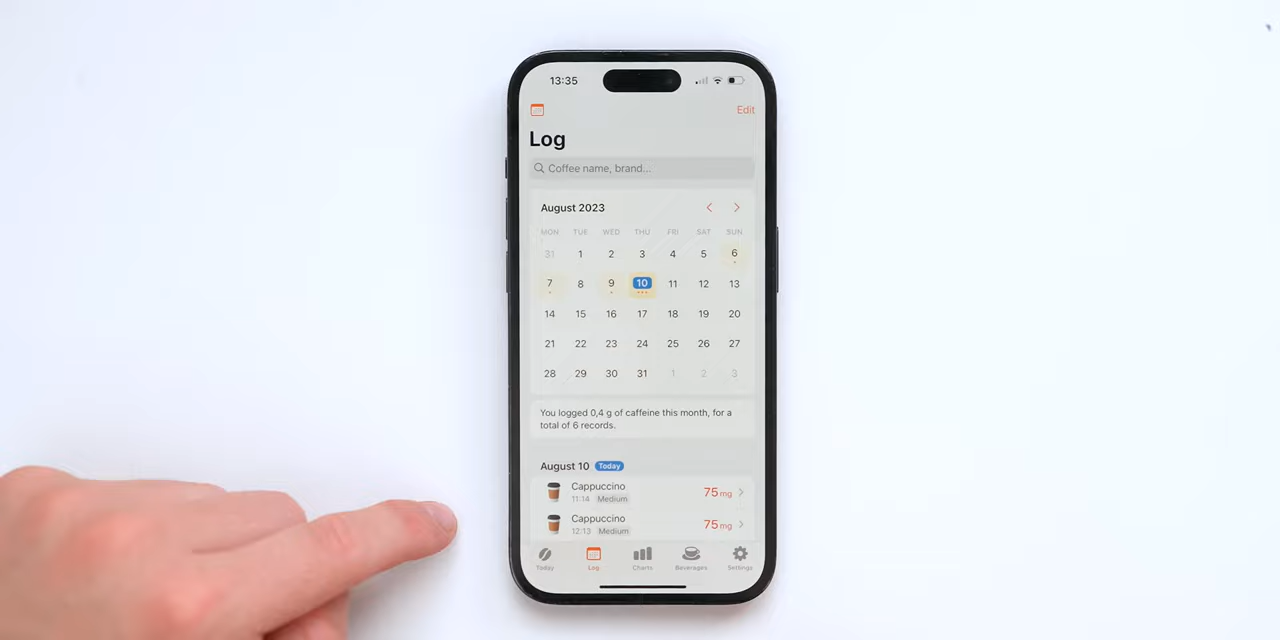 13:35
Edit
Log
Coffee name, brand...
August 2023
MON TUE WED THU FRI SAT SUN
31 1 2 3 4 5 6
7 8 9 10 11 12 13
14 15 16 17 18 19 20
21 22 23 24 25 26 27
28 29 30 31 1 2 3
You logged 0,4 g of caffeine this month, for a
total of 6 records.
August 10 Today
Cappuccino
11:14 Medium
75 mg
Cappuccino
12:13 Medium
75 mg
Today Log Charts Beverages Settings